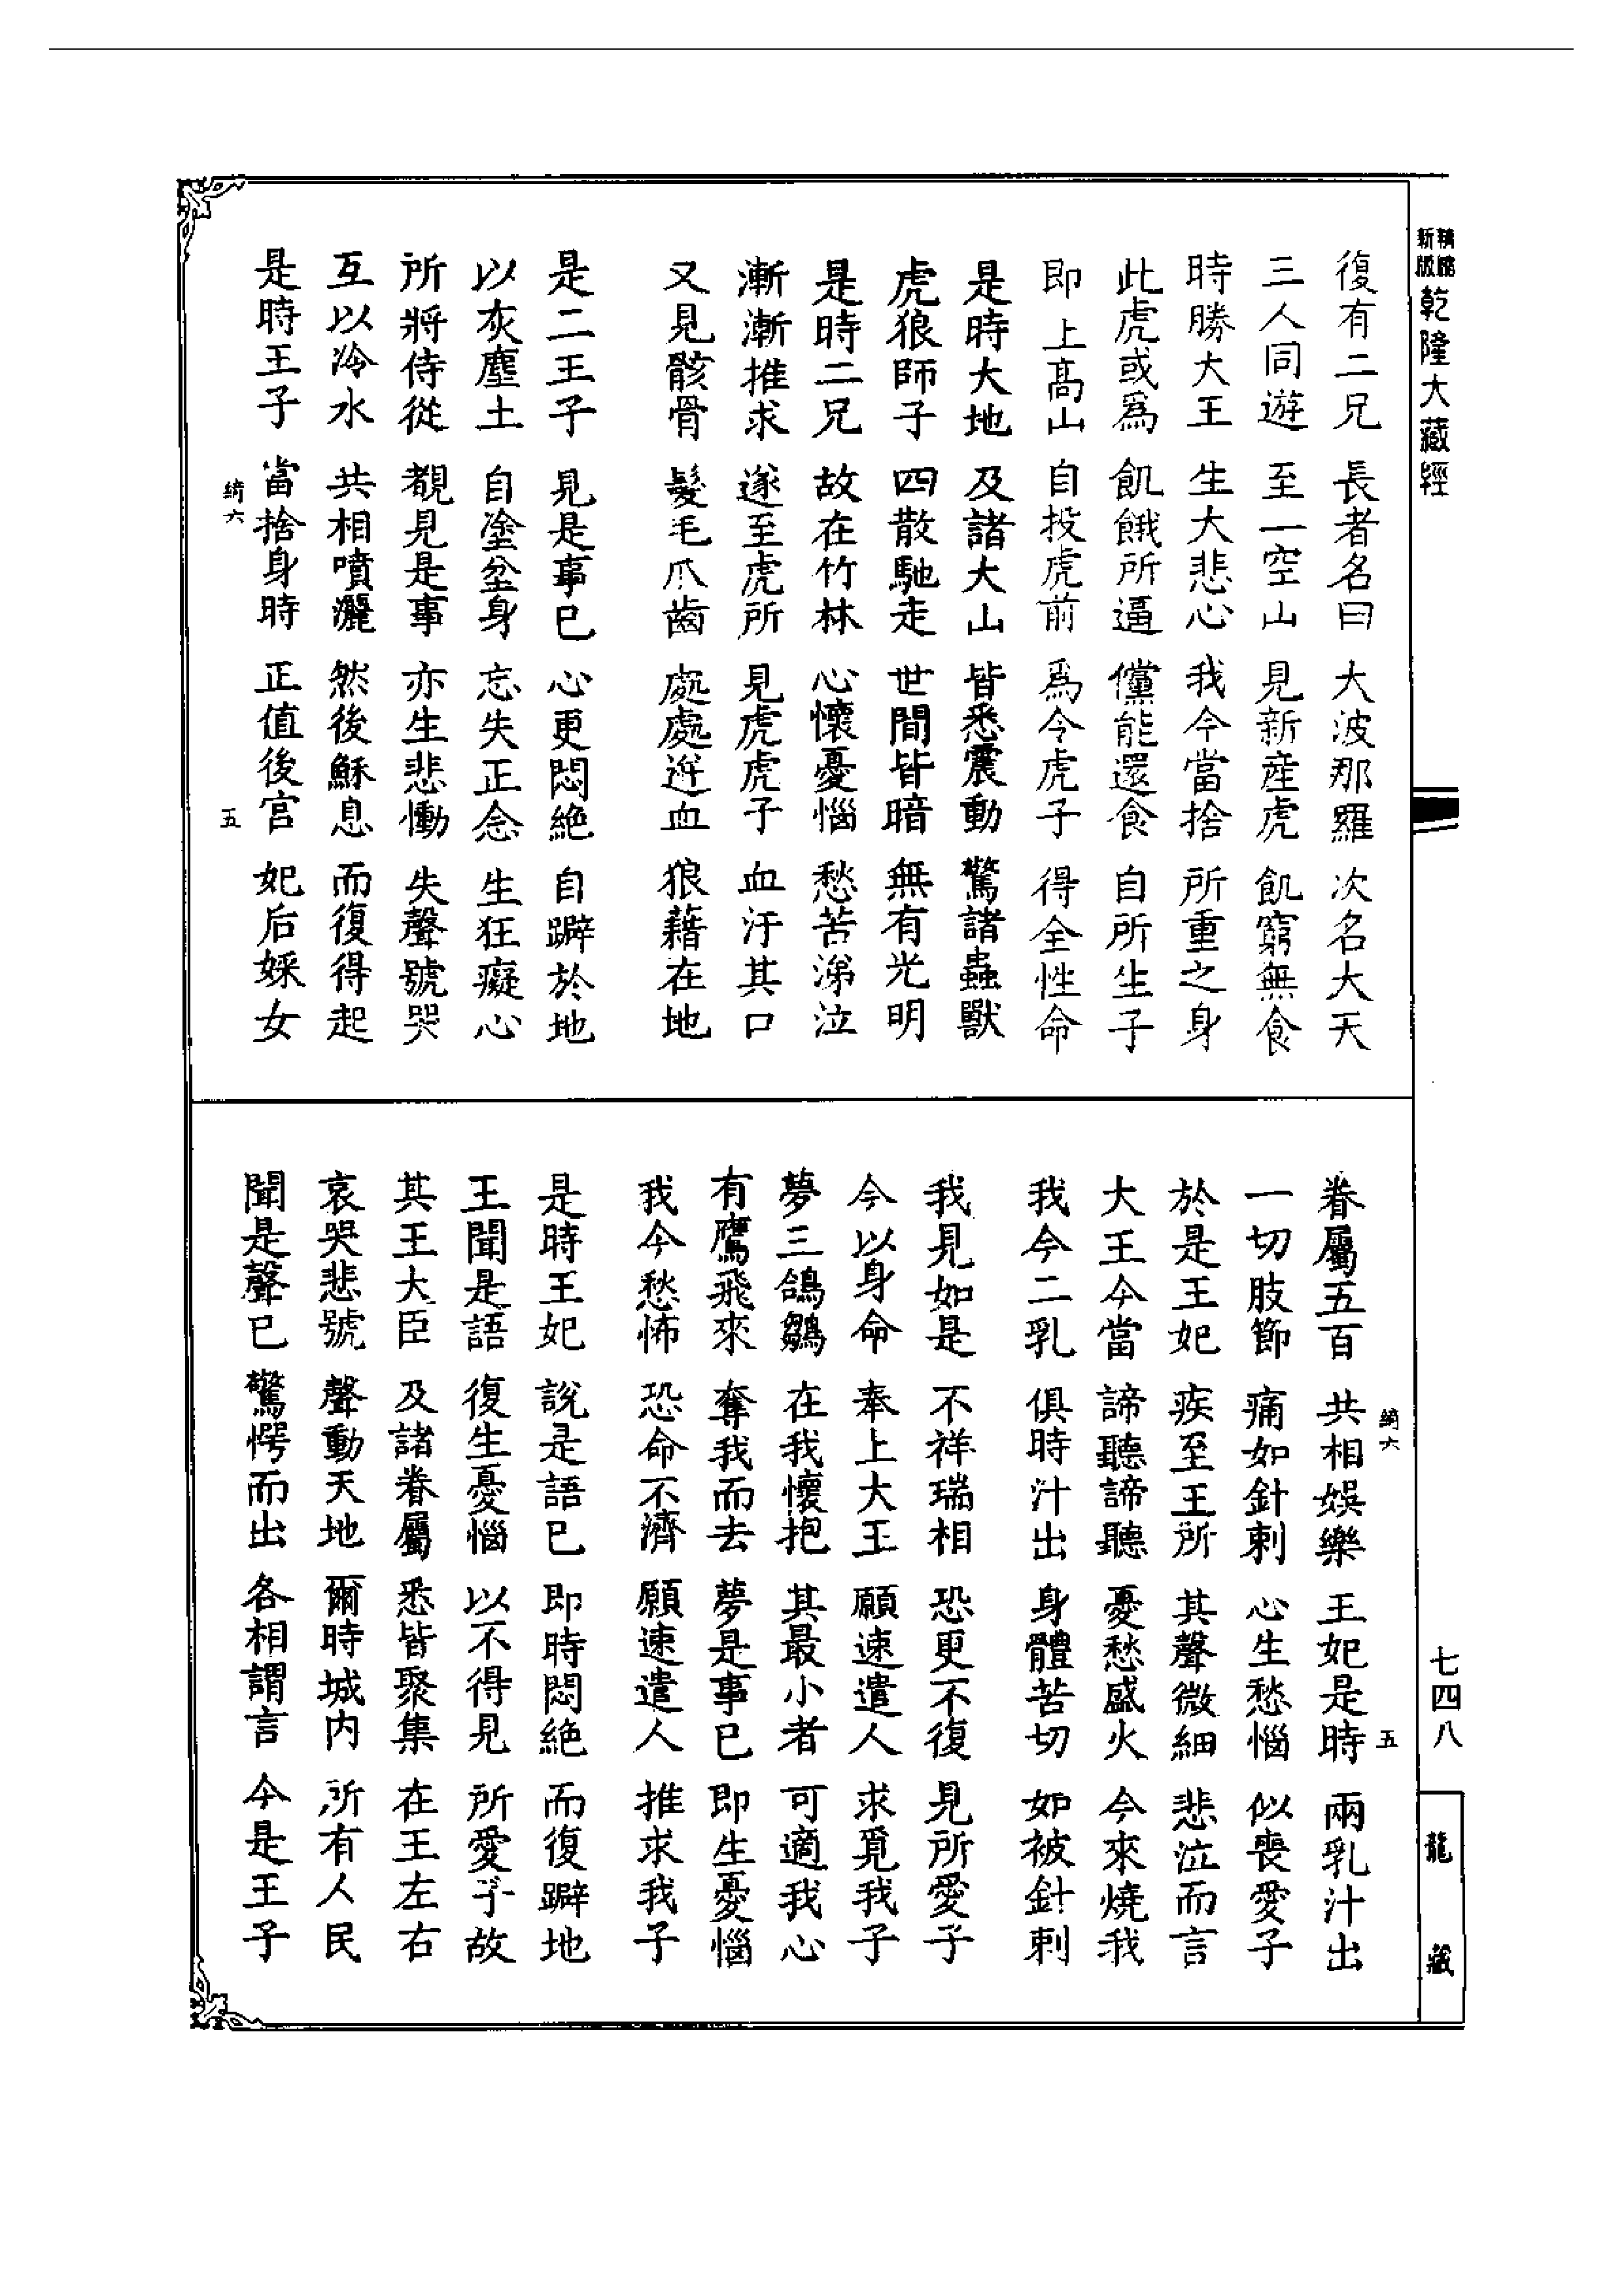 新版精縮乾隆大藏經
復有二兄 長者名曰 大波那羅 次名大天
三人同遊 至一空山 見新産虎 飢窮無食
時勝大王 生大悲心 我今當捨 所重之身
此虎或爲 飢餓所逼 儻能還食 自所生子
即上高山 自投虎前 爲令虎子 得全性命
是時大地 及諸大山 皆悉震動 驚諸蟲獸
虎狼師子 四散馳走 世間皆暗 無有光明
是時二兄 故在竹林 心懷憂惱 愁苦涕泣
漸漸推求 遂至虎所 見虎虎子 血汙其口
又見骸骨 髮毛爪齒 處處迸血 狼藉在地
是二王子 見是事已 心更悶絶 自躃於地
以灰塵土 自塗坌身 忘失正念 生狂癡心
所將侍從 覩見是事 亦生悲慟 失聲號哭
互以冷水 共相噴灑 然後穌息 而復得起
是時王子 當捨身時 正值後宮 妃后婇女
綺六 五
眷屬五百 共相娛樂 王妃是時 兩乳汁出
一切肢節 痛如針刺 心生愁惱 似喪愛子
於是王妃 疾至王所 其聲微細 悲泣而言
大王今當 諦聽諦聽 憂愁盛火 今來燒我
我今二乳 俱時汁出 身體苦切 如被針刺
我見如是 不祥瑞相 恐更不復 見所愛子
今以身命 奉上大王 願速遣人 求覓我子
夢三鴿鶵 在我懷抱 其最小者 可適我心
有鷹飛來 奪我而去 夢是事已 即生憂惱
我今愁怖 恐命不濟 願速遣人 推求我子
是時王妃 說是語已 即時悶絶 而復躃地
王聞是語 復生憂惱 以不得見 所愛子故
其王大臣 及諸眷屬 悉皆聚集 在王左右
哀哭悲號 聲動天地 爾時城内 所有人民
聞是聲已 驚愕而出 各相謂言 今是王子
綺六 五
七四八
龍藏